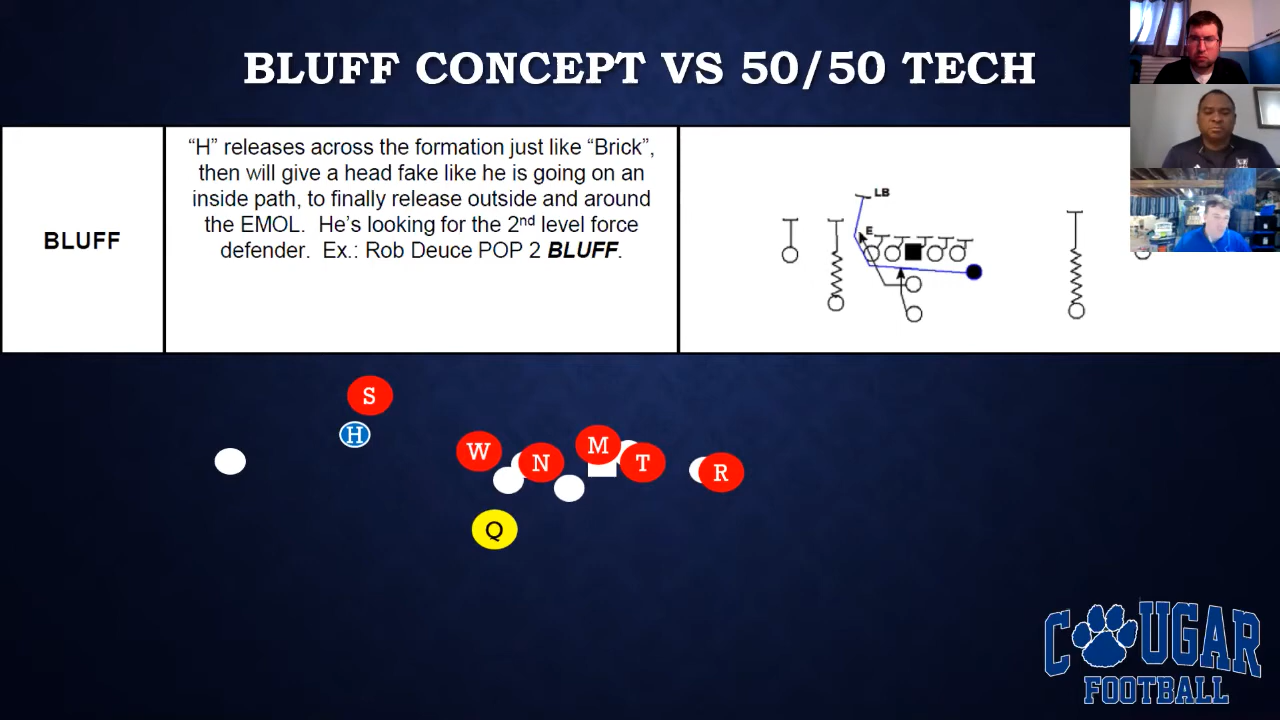 BLUFF CONCEPT VS 50/50 TECH
BLUFF
“H” releases across the formation just like “Brick”,
then will give a head fake like he is going on an
inside path, to finally release outside and around
the EMOL.  He’s looking for the 2nd level force
defender.  Ex.: Rob Deuce POP 2 BLUFF.
LB
E
S
H
W
N
M
T
R
Q
COUGAR
FOOTBALL